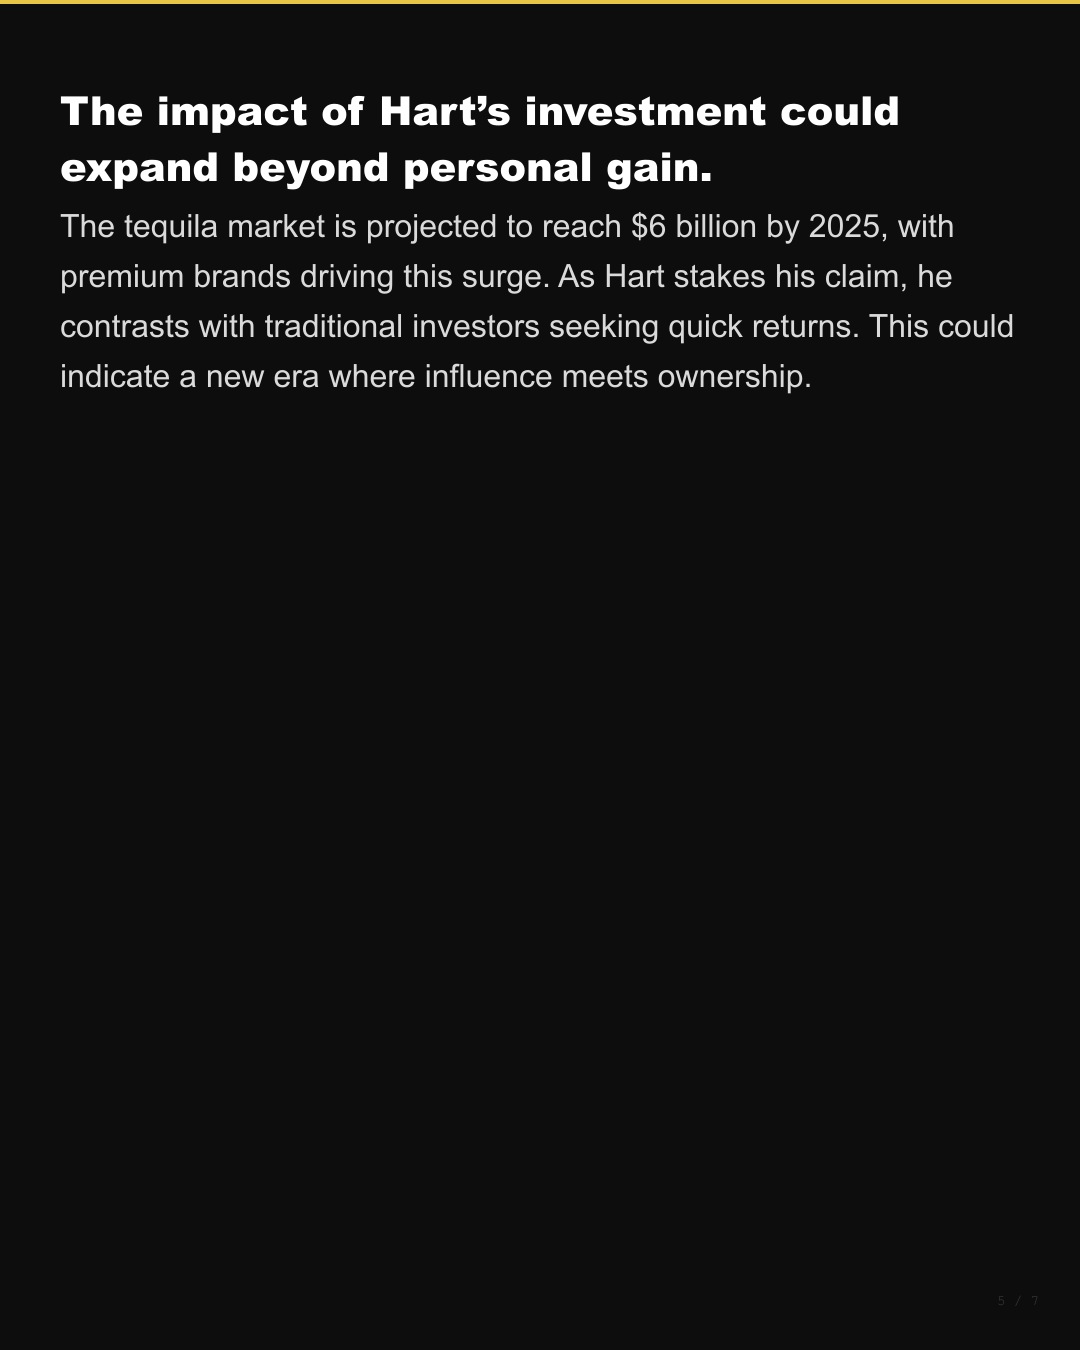 The impact of Hart’s investment could
expand beyond personal gain.
The tequila market is projected to reach $6 billion by 2025, with
premium brands driving this surge. As Hart stakes his claim, he
contrasts with traditional investors seeking quick returns. This could
indicate a new era where influence meets ownership.
5 / 7